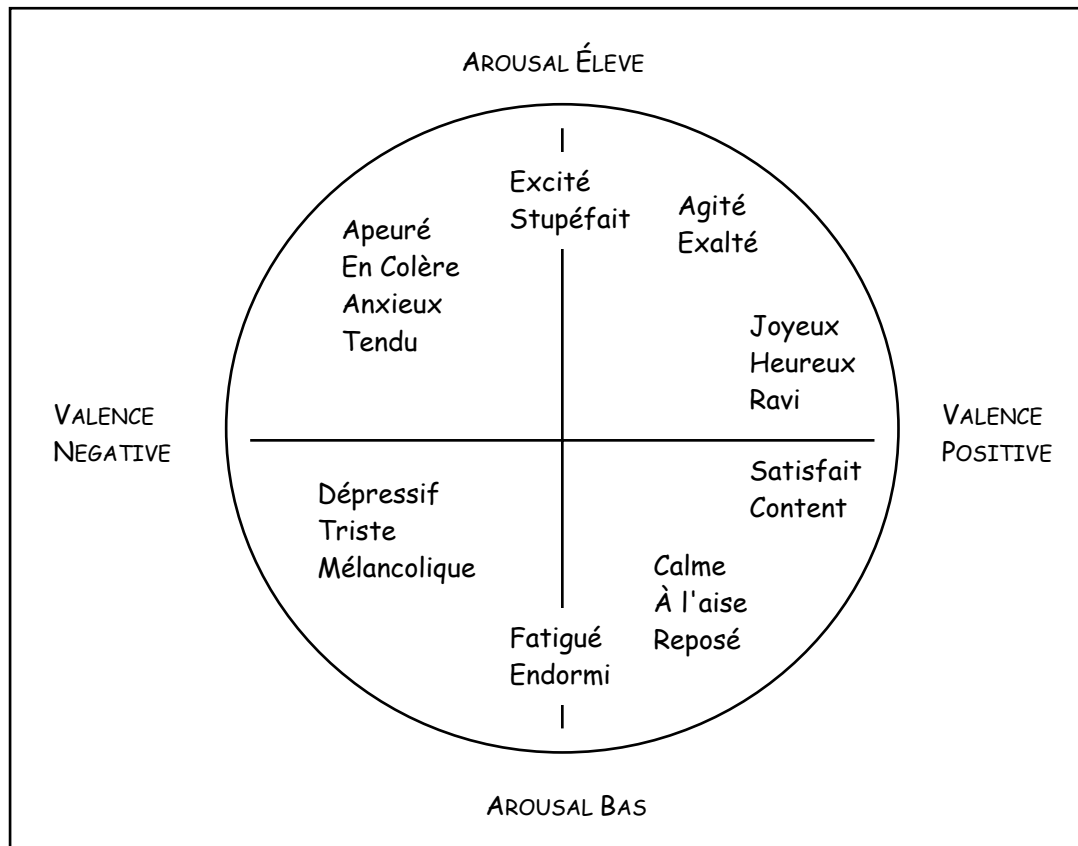 AROUSAL ÉLEVE
Excité
Stupéfait
Agité
Exalté
Apeuré
En Colère
Anxieux
Tendu
Joyeux
Heureux
Ravi
VALENCE
NEGATIVE
VALENCE
POSITIVE
Satisfait
Content
Dépressif
Triste
Mélancolique
Calme
À l'aise
Reposé
Fatigué
Endormi
AROUSAL BAS